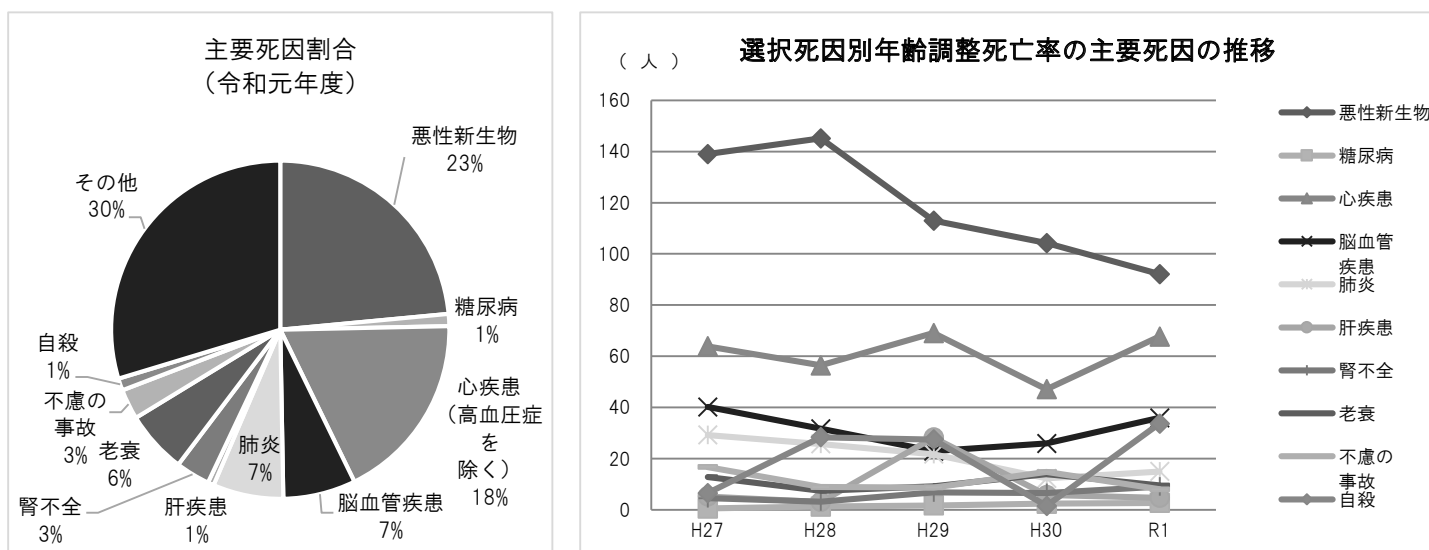 主要死因割合
（令和元年度）
悪性新生物
23%
糖尿病
1%
心疾患
（高血圧症
を
除く）
18%
脳血管疾患
7%
肺炎
7%
肝疾患
1%
腎不全
3%
老衰
6%
不慮の
事故
3%
自殺
1%
その他
30%
選択死因別年齢調整死亡率の主要死因の推移
（ 人 ）
160
140
120
100
80
60
40
20
0
H27 H28 H29 H30 R1
悪性新生物
糖尿病
心疾患
脳血管
疾患
肺炎
肝疾患
腎不全
老衰
不慮の
事故
自殺